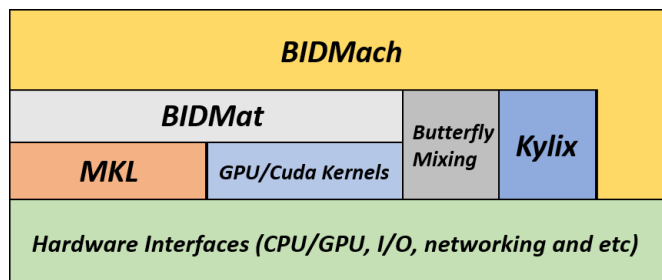 BIDMach
BIDMat
Butterfly
Mixing
Kylix
MKL
GPU/Cuda Kernels
Hardware Interfaces (CPU/GPU, I/O, networking and etc)